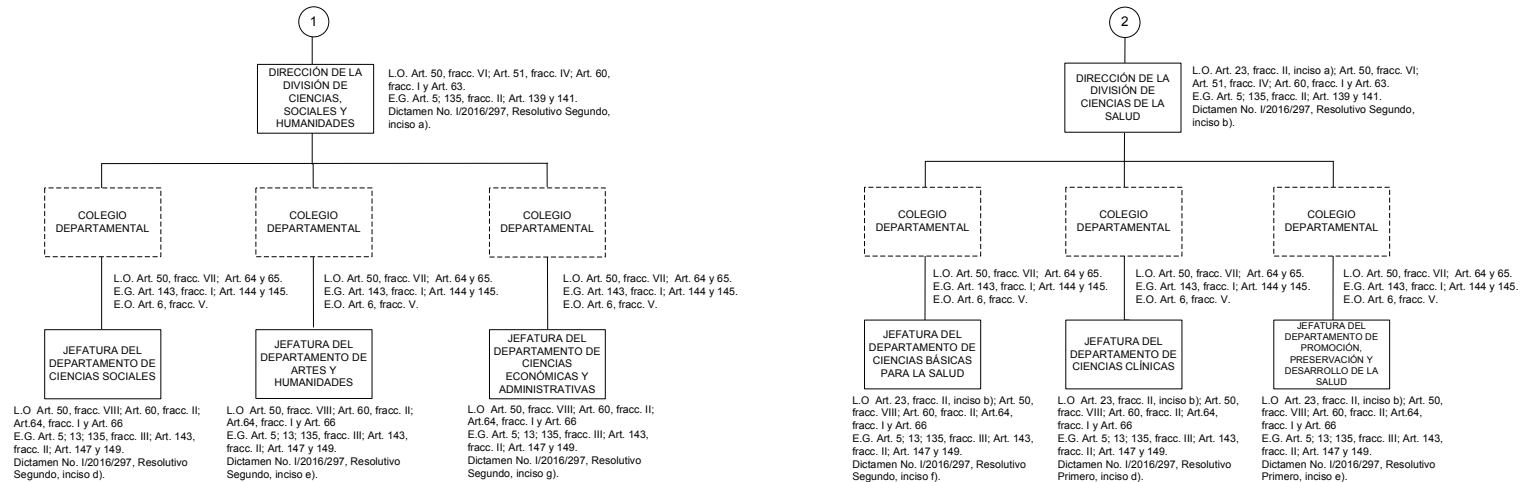 1
DIRECCIÓN DE LA
DIVISIÓN DE
CIENCIAS,
SOCIALES Y
HUMANIDADES
L.O. Art. 50, fracc. VI; Art. 51, fracc. IV; Art. 60,
fracc. I y Art. 63.
E.G. Art. 5; 135, fracc. II; Art. 139 y 141.
Dictamen No. I/2016/297, Resolutivo Segundo,
inciso a).
COLEGIO
DEPARTAMENTAL
COLEGIO
DEPARTAMENTAL
COLEGIO
DEPARTAMENTAL
L.O. Art. 50, fracc. VII; Art. 64 y 65.
E.G. Art. 143, fracc. I; Art. 144 y 145.
E.O. Art. 6, fracc. V.
L.O. Art. 50, fracc. VII; Art. 64 y 65.
E.G. Art. 143, fracc. I; Art. 144 y 145.
E.O. Art. 6, fracc. V.
L.O. Art. 50, fracc. VII; Art. 64 y 65.
E.G. Art. 143, fracc. I; Art. 144 y 145.
E.O. Art. 6, fracc. V.
JEFATURA DEL
DEPARTAMENTO DE
CIENCIAS SOCIALES
JEFATURA DEL
DEPARTAMENTO DE
ARTES Y
HUMANIDADES
JEFATURA DEL
DEPARTAMENTO DE
CIENCIAS
ECONÓMICAS Y
ADMINISTRATIVAS
L.O Art. 50, fracc. VIII; Art. 60, fracc. II;
Art.64, fracc. I y Art. 66
E.G. Art. 5; 13; 135, fracc. III; Art. 143,
fracc. II; Art. 147 y 149.
Dictamen No. I/2016/297, Resolutivo
Segundo, inciso d).
L.O Art. 50, fracc. VIII; Art. 60, fracc. II;
Art.64, fracc. I y Art. 66
E.G. Art. 5; 13; 135, fracc. III; Art. 143,
fracc. II; Art. 147 y 149.
Dictamen No. I/2016/297, Resolutivo
Segundo, inciso e).
L.O Art. 50, fracc. VIII; Art. 60, fracc. II;
Art.64, fracc. I y Art. 66
E.G. Art. 5; 13; 135, fracc. III; Art. 143,
fracc. II; Art. 147 y 149.
Dictamen No. I/2016/297, Resolutivo
Segundo, inciso g).
2
DIRECCIÓN DE LA
DIVISIÓN DE
CIENCIAS DE LA
SALUD
L.O. Art. 23, fracc. II, inciso a); Art. 50, fracc. VI;
Art. 51, fracc. IV; Art. 60, fracc. I y Art. 63.
E.G. Art. 5; 135, fracc. II; Art. 139 y 141.
Dictamen No. I/2016/297, Resolutivo Segundo,
inciso b).
COLEGIO
DEPARTAMENTAL
COLEGIO
DEPARTAMENTAL
COLEGIO
DEPARTAMENTAL
L.O. Art. 50, fracc. VII; Art. 64 y 65.
E.G. Art. 143, fracc. I; Art. 144 y 145.
E.O. Art. 6, fracc. V.
L.O. Art. 50, fracc. VII; Art. 64 y 65.
E.G. Art. 143, fracc. I; Art. 144 y 145.
E.O. Art. 6, fracc. V.
L.O. Art. 50, fracc. VII; Art. 64 y 65.
E.G. Art. 143, fracc. I; Art. 144 y 145.
E.O. Art. 6, fracc. V.
JEFATURA DEL
DEPARTAMENTO DE
CIENCIAS BÁSICAS
PARA LA SALUD
JEFATURA DEL
DEPARTAMENTO DE
CIENCIAS CLÍNICAS
JEFATURA DEL
DEPARTAMENTO DE
PROMOCIÓN,
PRESERVACIÓN Y
DESARROLLO DE LA
SALUD
L.O Art. 23, fracc. II, inciso b); Art. 50,
fracc. VIII; Art. 60, fracc. II; Art.64,
fracc. I y Art. 66
E.G. Art. 5; 13; 135, fracc. III; Art. 143,
fracc. II; Art. 147 y 149.
Dictamen No. I/2016/297, Resolutivo
Segundo, inciso f).
L.O Art. 23, fracc. II, inciso b); Art. 50,
fracc. VIII; Art. 60, fracc. II; Art.64,
fracc. I y Art. 66
E.G. Art. 5; 13; 135, fracc. III; Art. 143,
fracc. II; Art. 147 y 149.
Dictamen No. I/2016/297, Resolutivo
Primero, inciso d).
L.O Art. 23, fracc. II, inciso b); Art. 50,
fracc. VIII; Art. 60, fracc. II; Art.64,
fracc. I y Art. 66
E.G. Art. 5; 13; 135, fracc. III; Art. 143,
fracc. II; Art. 147 y 149.
Dictamen No. I/2016/297, Resolutivo
Primero, inciso e).